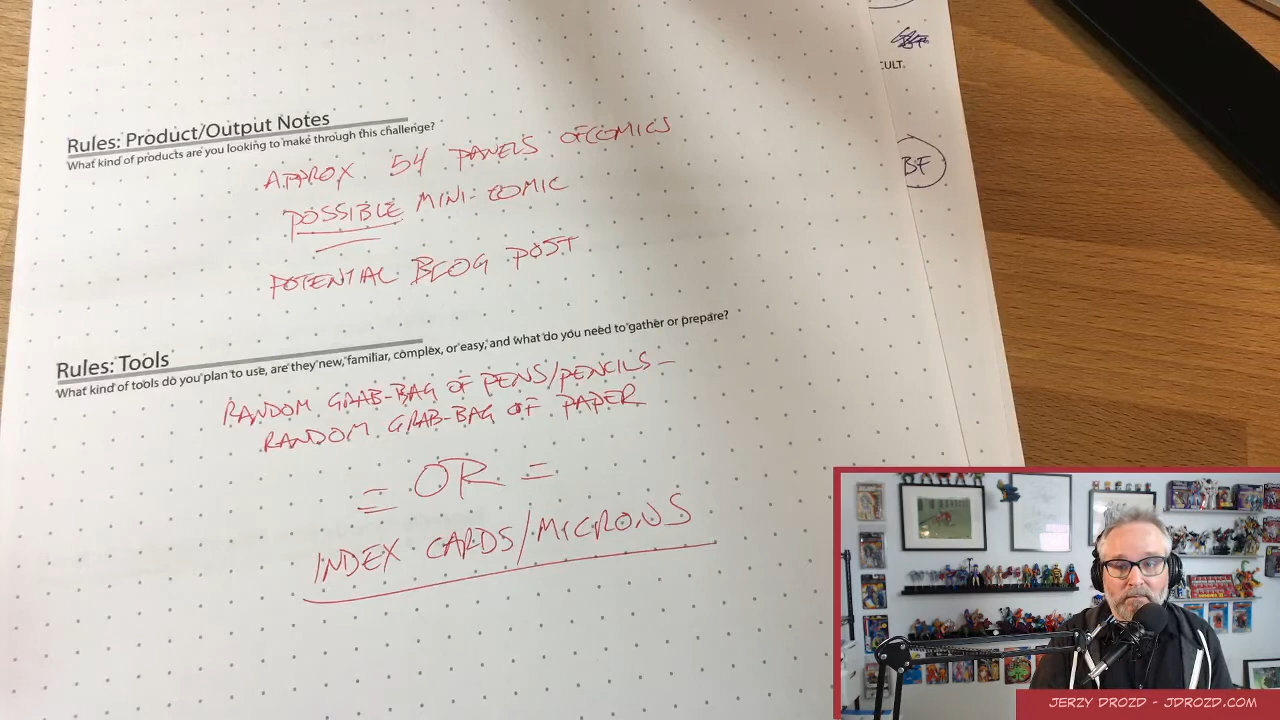 Rules: Product/Output Notes
What kind of products are you looking to make through this challenge?
APPROX 54 PANELS OF COMICS
POSSIBLE MINI-COMIC
POTENTIAL BLOG POST
Rules: Tools
What kind of tools do you plan to use, are they new, familiar, complex, or easy, and what do you need to gather or prepare?
RANDOM GRAB-BAG OF PENS/PENCILS-
RANDOM GRAB-BAG OF PAPER
= OR =
INDEX CARDS/MICRONS
CULT.
BF
JERZY DROZD - JDROZD.COM